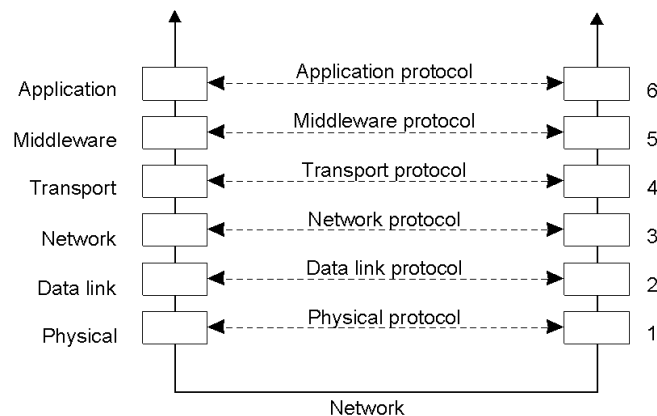 Application Application protocol 6
Middleware Middleware protocol 5
Transport Transport protocol 4
Network Network protocol 3
Data link Data link protocol 2
Physical Physical protocol 1
Network